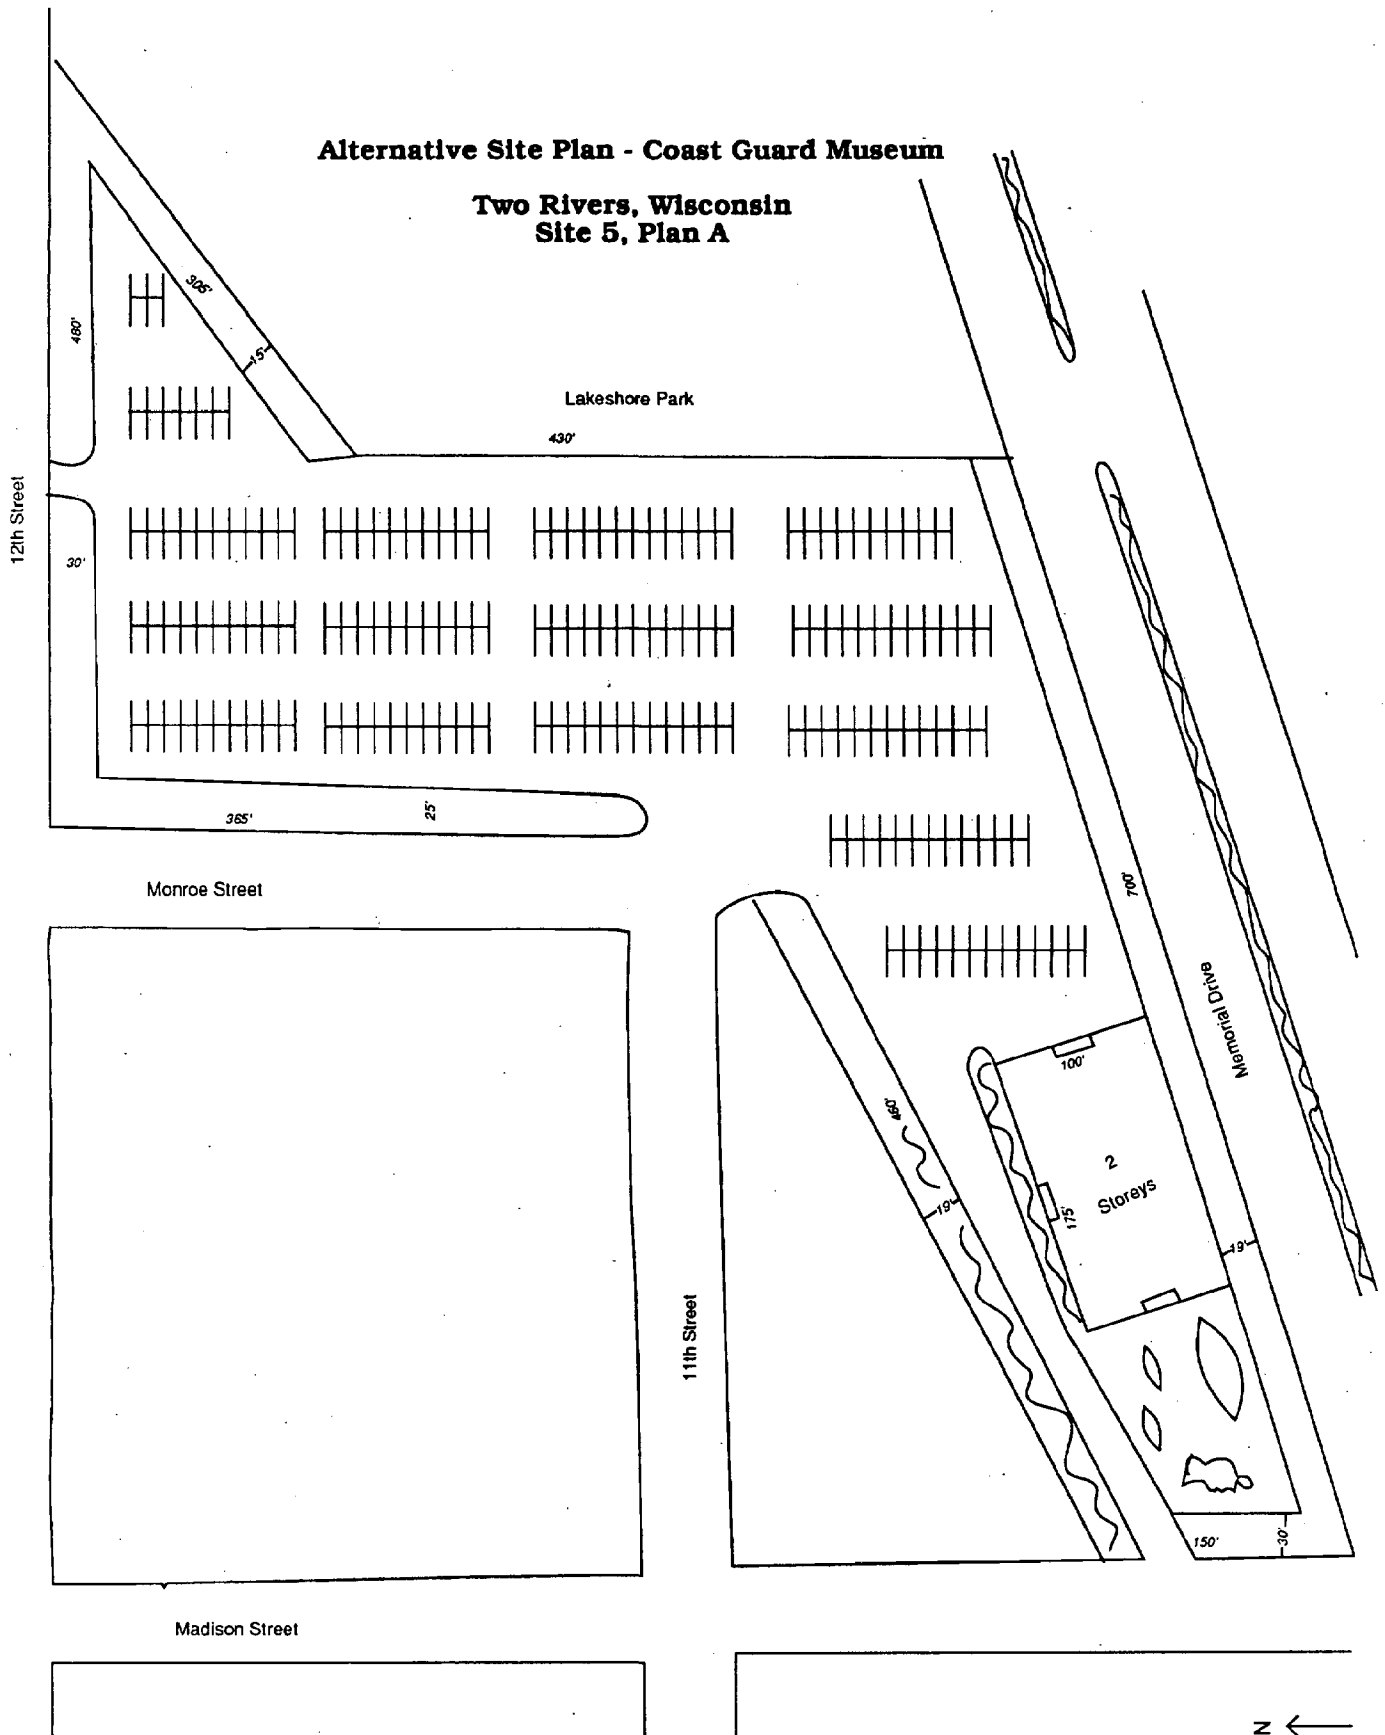 Alternative Site Plan - Coast Guard Museum
Two Rivers, Wisconsin
Site 5, Plan A
305'
480'
15'
Lakeshore Park
430'
12th Street
30'
365'
25'
Monroe Street
700'
Memorial Drive
100'
460'
2
Storeys
175'
19'
19'
11th Street
150'
30'
Madison Street
N